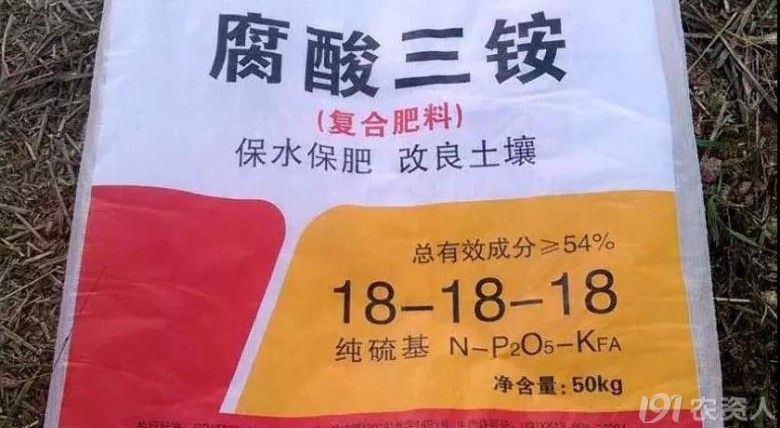 腐酸三铵
(复合肥料)
保水保肥 改良土壤
总有效成分≥54%
18-18-18
纯硫基 N-P2O5-KFA
净含量:50kg
191农资人